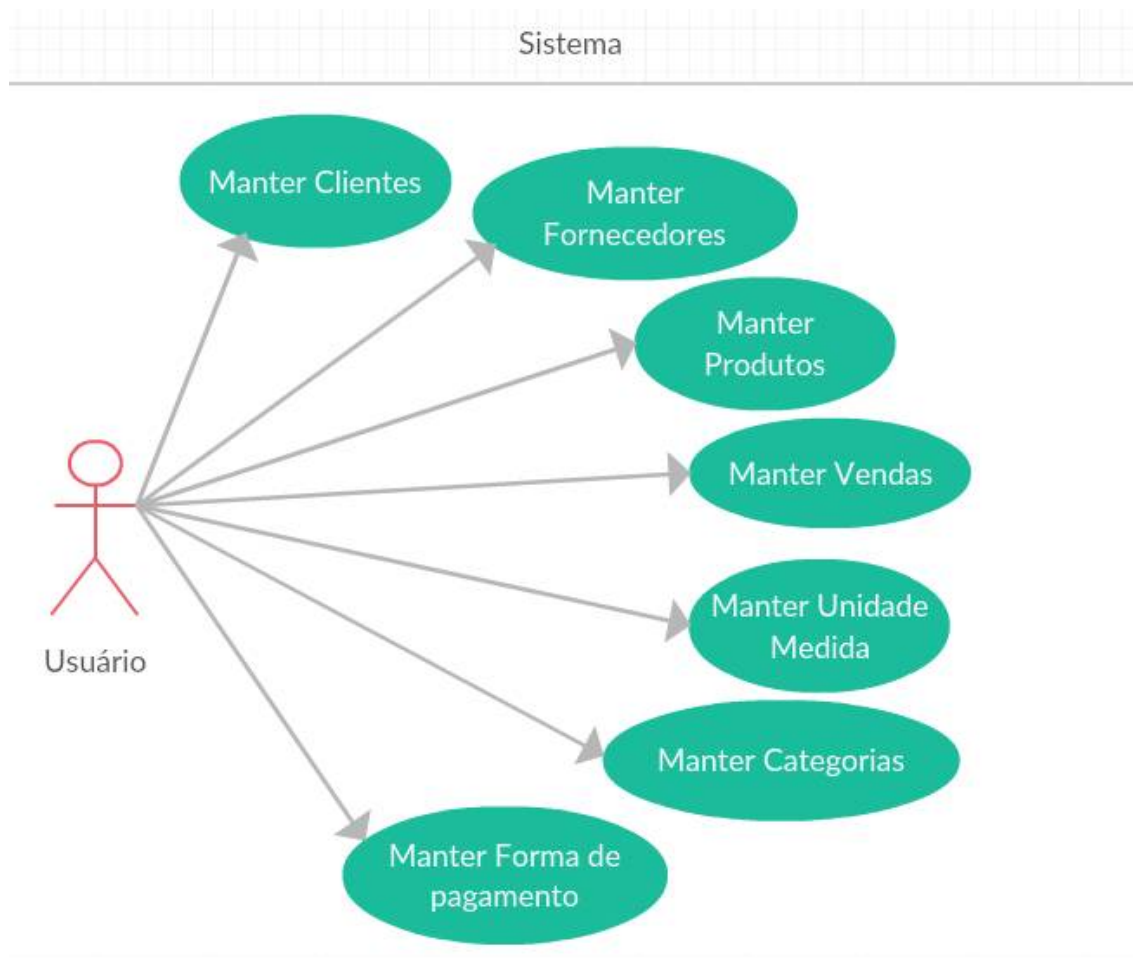 Sistema
Manter Clientes
Manter
Fornecedores
Manter
Produtos
Manter Vendas
Manter Unidade
Medida
Usuário
Manter Categorias
Manter Forma de
pagamento